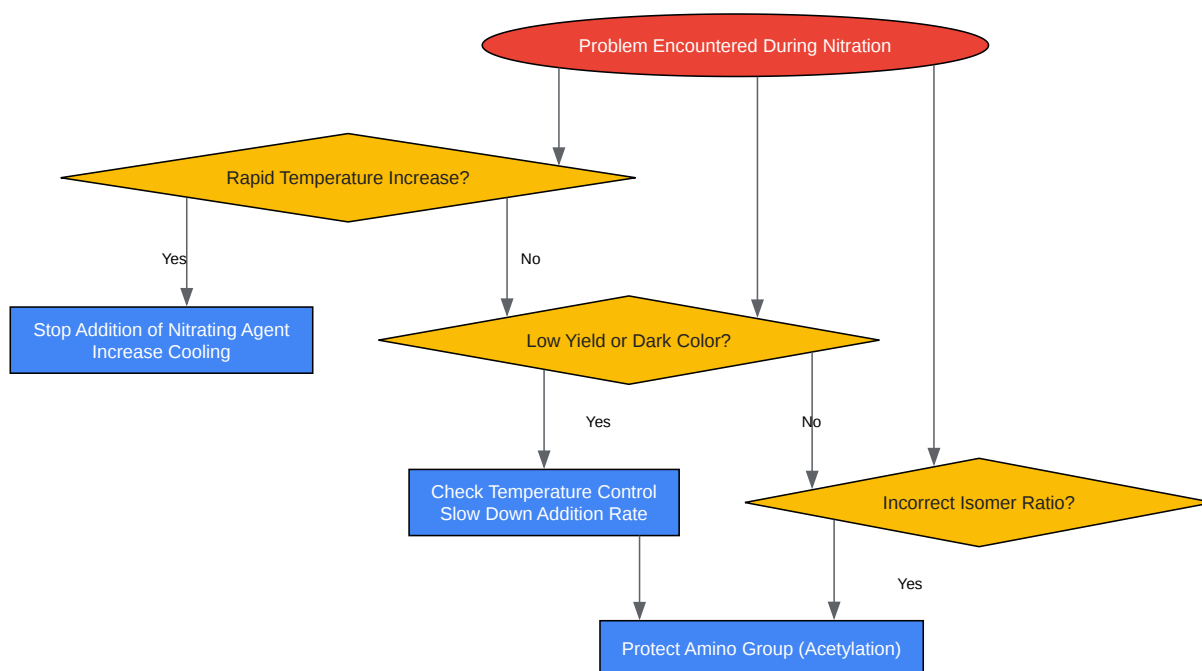 Problem Encountered During Nitration
Rapid Temperature Increase?
Yes
No
Stop Addition of Nitrating Agent
Increase Cooling
Low Yield or Dark Color?
Yes
No
Check Temperature Control
Slow Down Addition Rate
Incorrect Isomer Ratio?
Yes
Protect Amino Group (Acetylation)